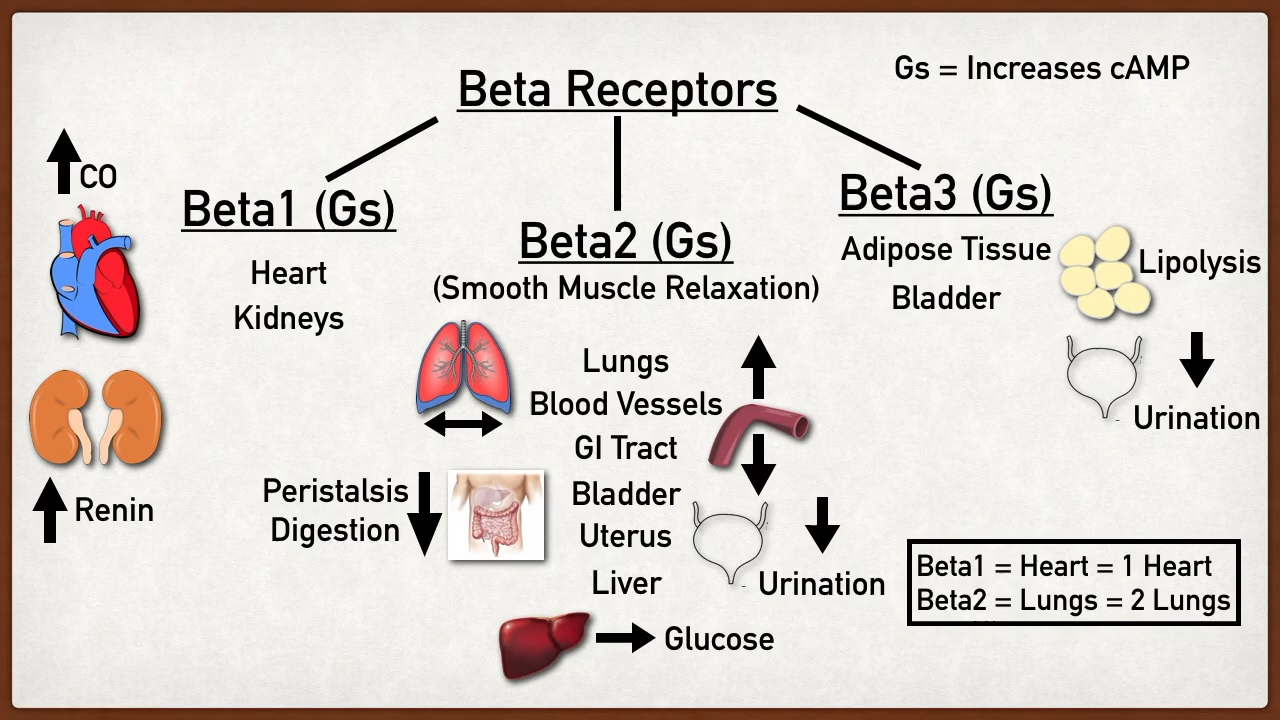 Beta Receptors
Gs = Increases cAMP
CO
Beta1 (Gs)
Heart
Kidneys
Renin
Beta2 (Gs)
(Smooth Muscle Relaxation)
Lungs
Blood Vessels
GI Tract
Bladder
Uterus
Liver
Peristalsis
Digestion
Urination
Glucose
Beta3 (Gs)
Adipose Tissue
Bladder
Lipolysis
Urination
Beta1 = Heart = 1 Heart
Beta2 = Lungs = 2 Lungs